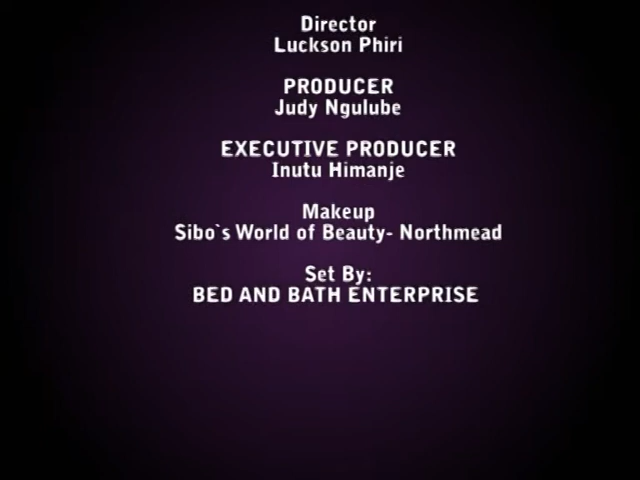 Director
Luckson Phiri
PRODUCER
Judy Ngulube
EXECUTIVE PRODUCER
Inutu Himanje
Makeup
Sibo`s World of Beauty- Northmead
Set By:
BED AND BATH ENTERPRISE